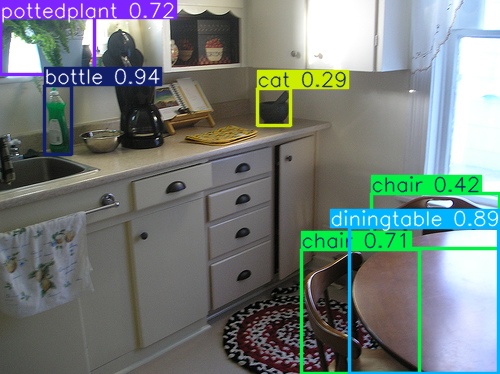 pottedplant 0.72
bottle 0.94
cat 0.29
chair 0.42
diningtable 0.89
chair 0.71